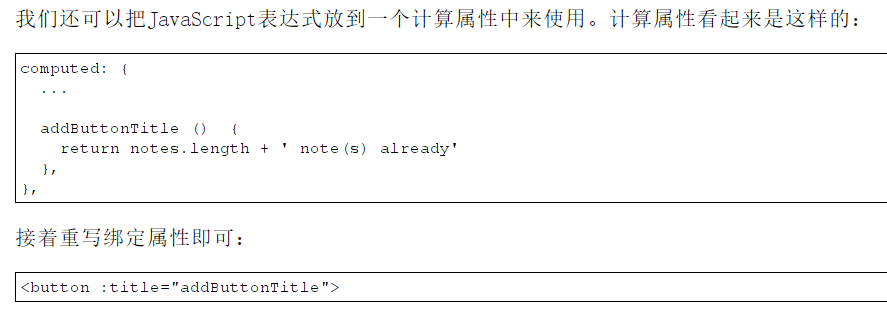 我们还可以把JavaScript表达式放到一个计算属性中来使用。计算属性看起来是这样的：
computed: {
  ...
  addButtonTitle ()  {
    return notes.length + ' note(s) already'
  },
},
接着重写绑定属性即可：
<button :title="addButtonTitle">